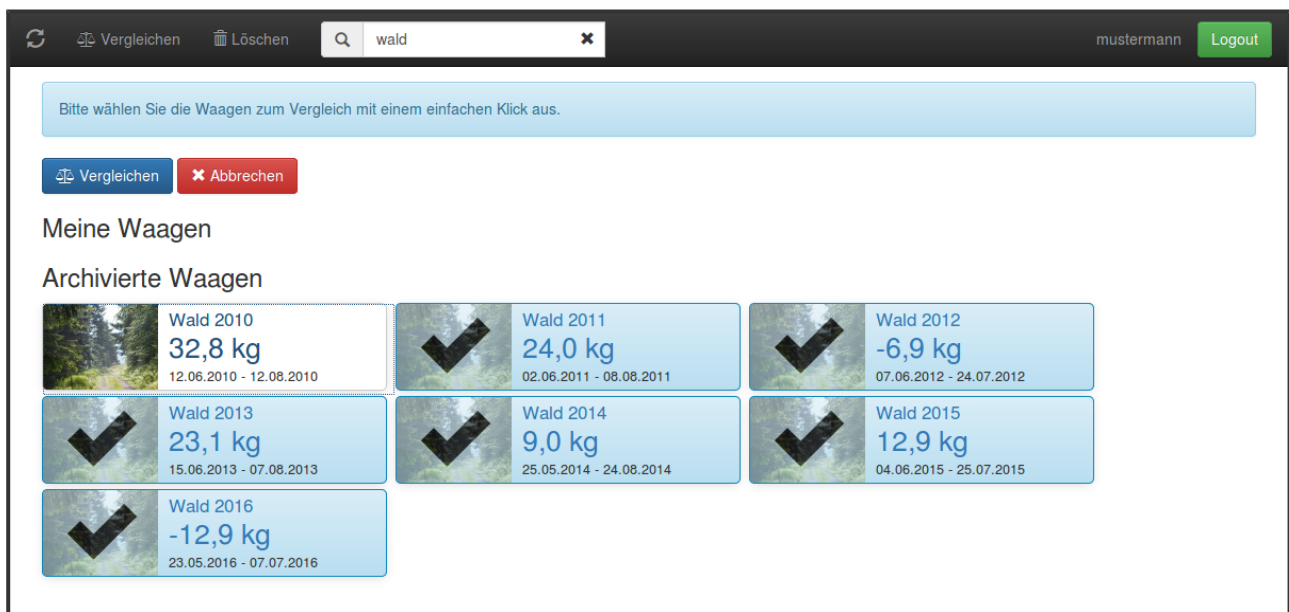 Vergleichen Löschen wald mustermann Logout
Bitte wählen Sie die Waagen zum Vergleich mit einem einfachen Klick aus.
Vergleichen Abbrechen
Meine Waagen
Archivierte Waagen
Wald 2010
32,8 kg
12.06.2010 - 12.08.2010
Wald 2011
24,0 kg
02.06.2011 - 08.08.2011
Wald 2012
-6,9 kg
07.06.2012 - 24.07.2012
Wald 2013
23,1 kg
15.06.2013 - 07.08.2013
Wald 2014
9,0 kg
25.05.2014 - 24.08.2014
Wald 2015
12,9 kg
04.06.2015 - 25.07.2015
Wald 2016
-12,9 kg
23.05.2016 - 07.07.2016